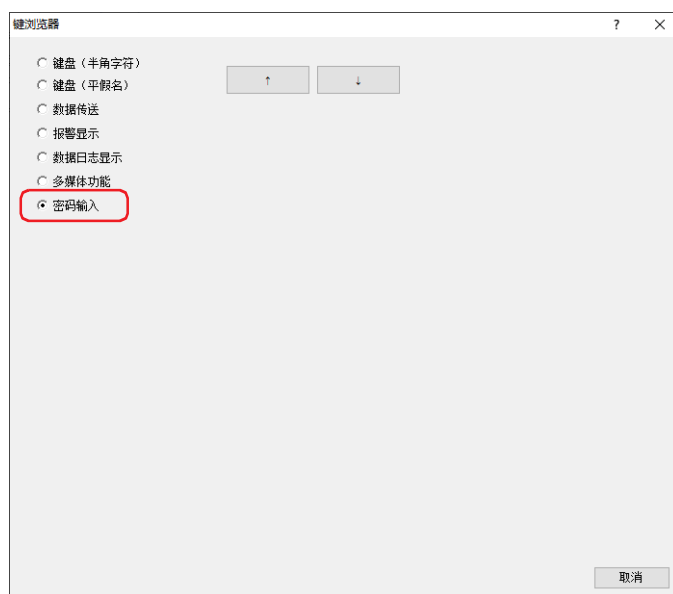 键浏览器
?
键盘（半角字符）
键盘（平假名）
↑
↓
数据传送
报警显示
数据日志显示
多媒体功能
密码输入
取消